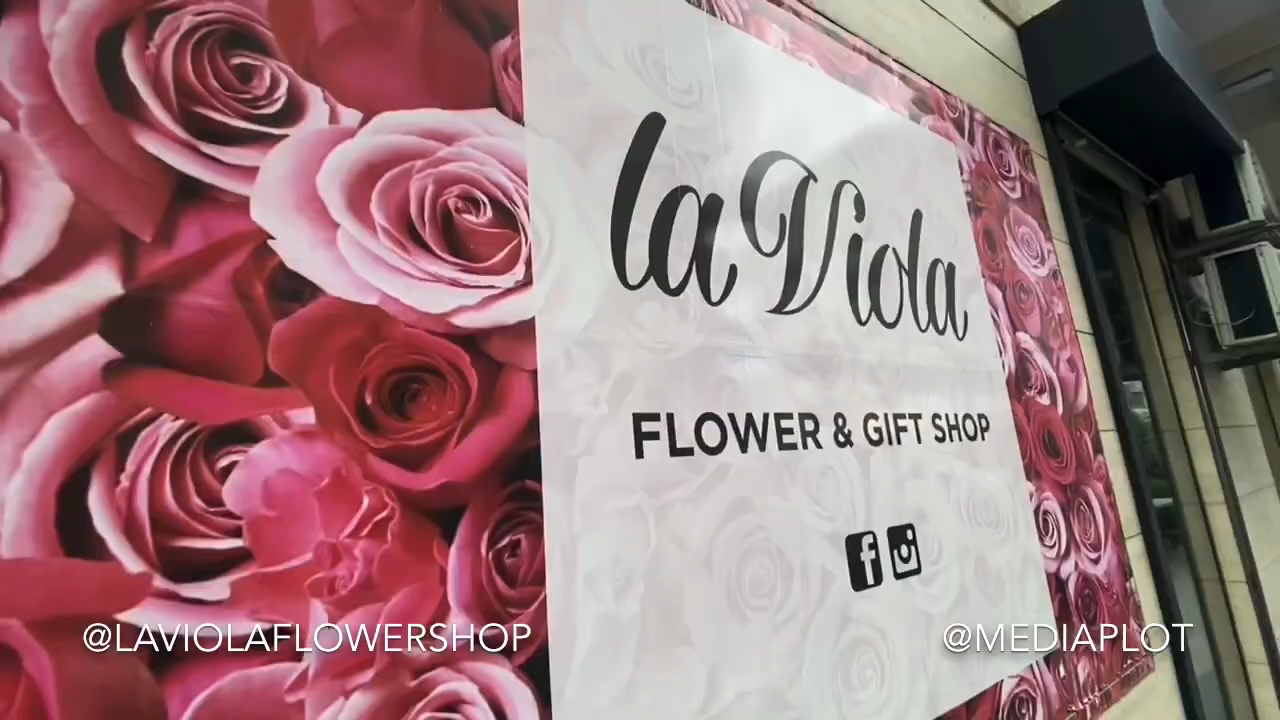 la Viola
FLOWER & GIFT SHOP
f
@LAVIOLAFLOWERSHOP
@MEDIAPLOT